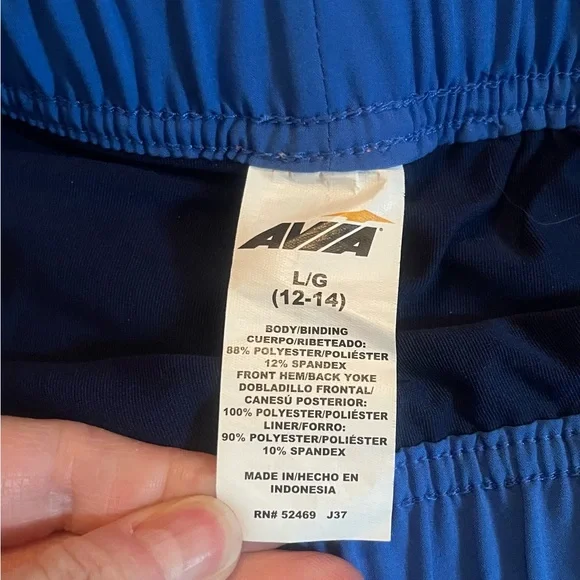 AVIA
L/G
(12-14)
BODY/BINDING
CUERPO/RIBETEADO:
88% POLYESTER/POLIÉSTER
12% SPANDEX
FRONT HEM/BACK YOKE
DOBLADILLO FRONTAL/
CANESÚ POSTERIOR:
100% POLYESTER/POLIÉSTER
LINER/FORRO:
90% POLYESTER/POLIÉSTER
10% SPANDEX
MADE IN/HECHO EN
INDONESIA
RN# 52469 J37